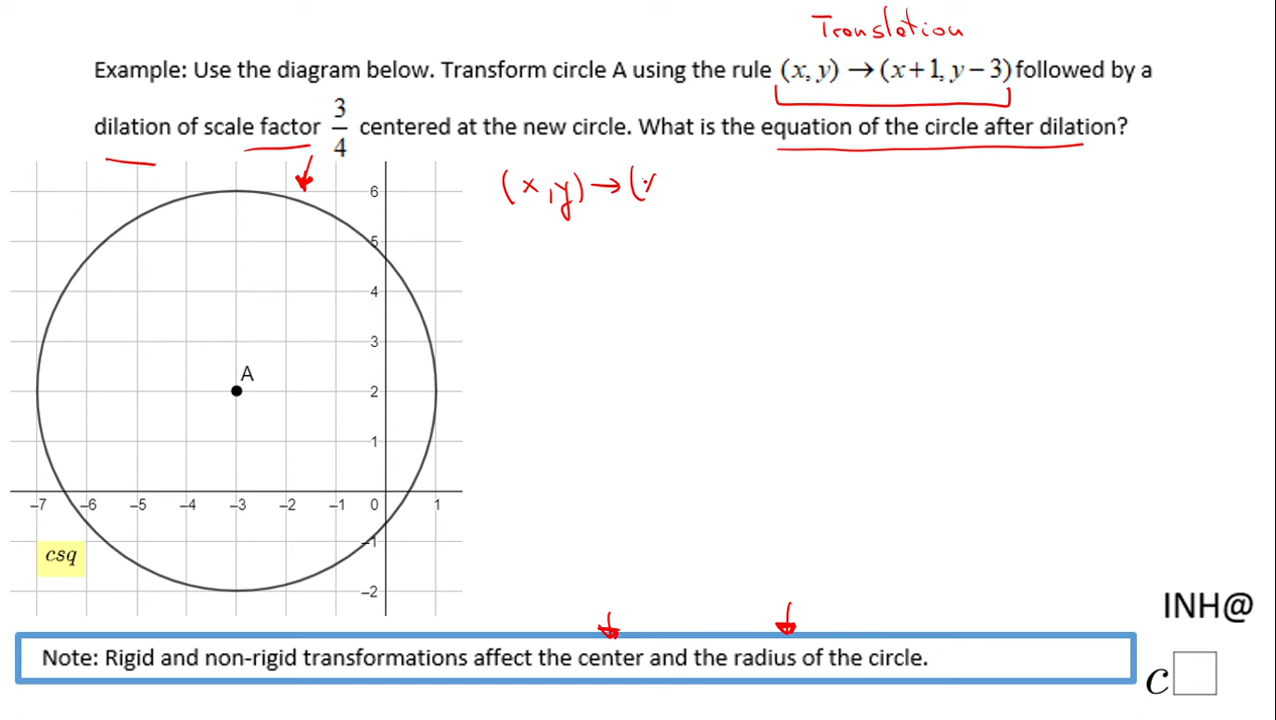 Translation
Example: Use the diagram below. Transform circle A using the rule (x, y) → (x+1, y−3) followed by a
dilation of scale factor 3/4 centered at the new circle. What is the equation of the circle after dilation?
(x, y) → (x
6
5
4
3
A
2
1
−7 −6 −5 −4 −3 −2 −1 0 1
−1
csq
−2
INH@
Note: Rigid and non-rigid transformations affect the center and the radius of the circle.
c